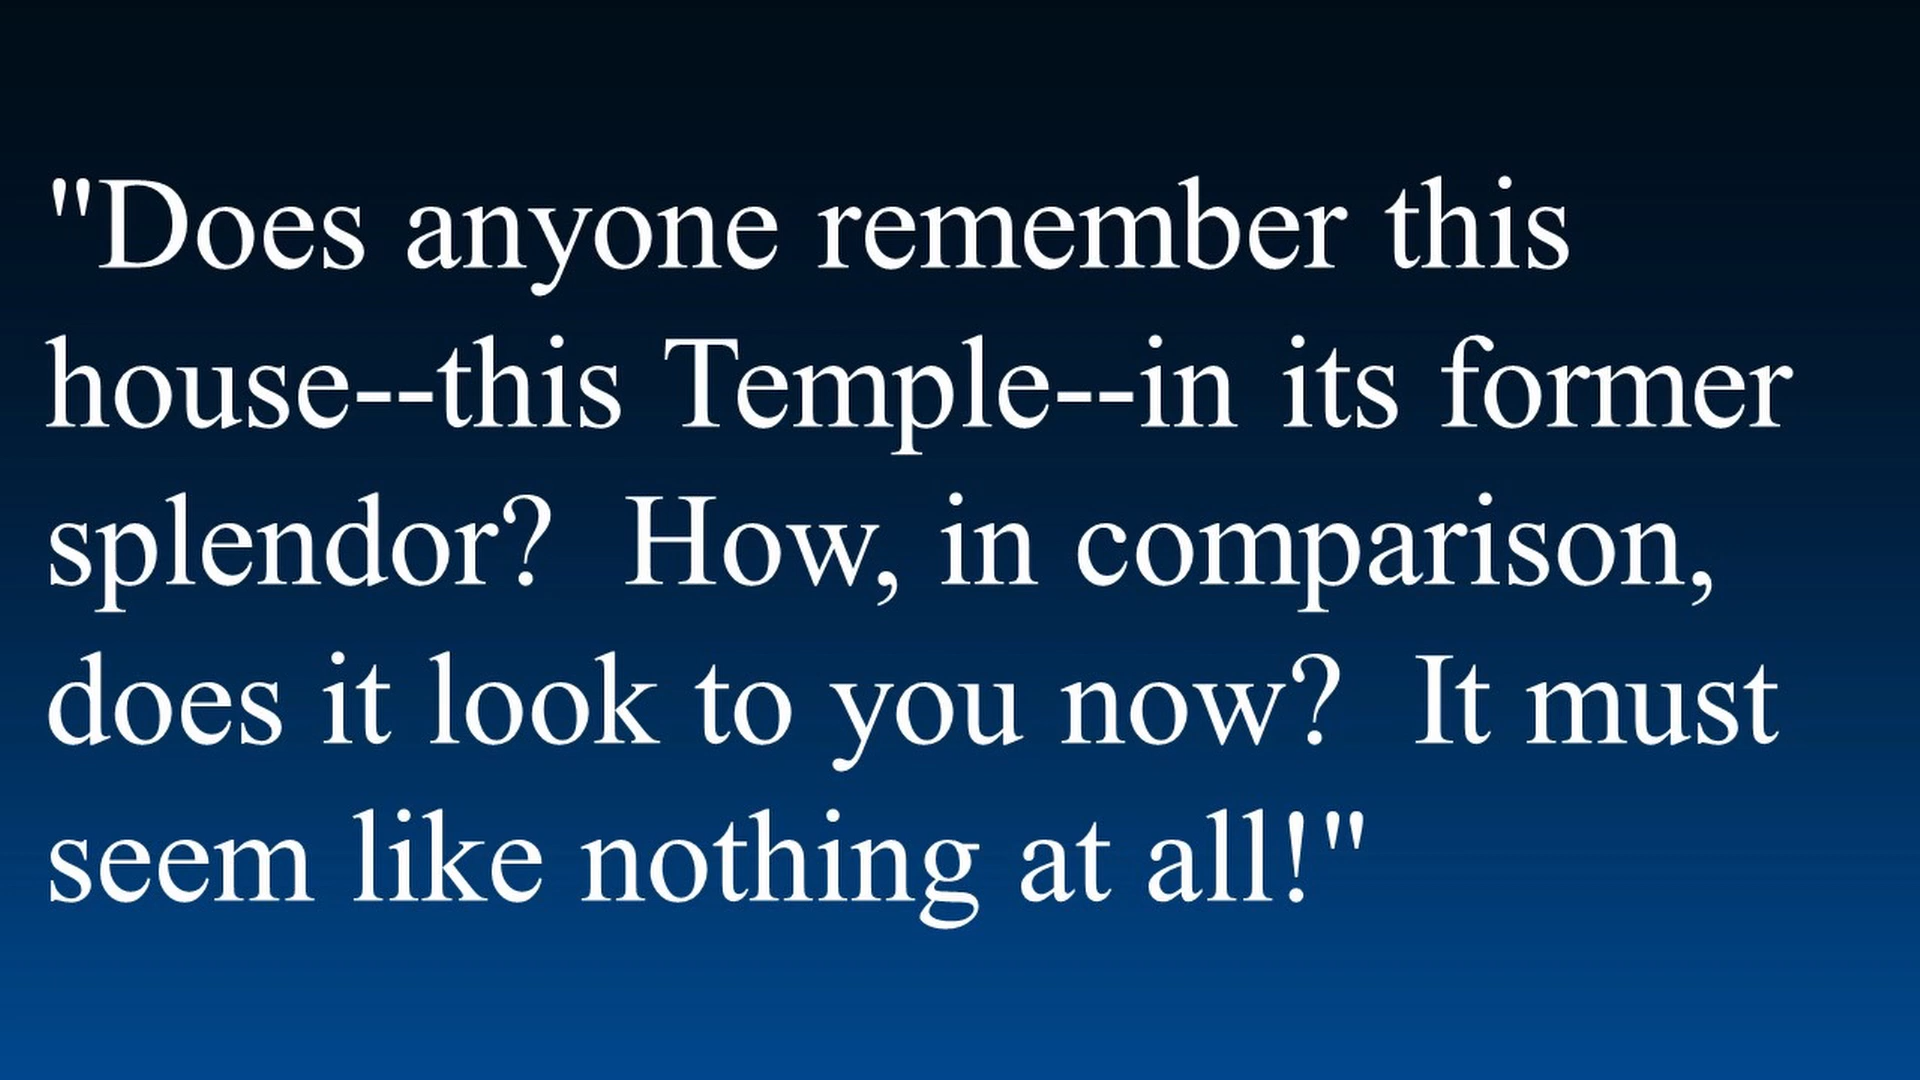 "Does anyone remember this
house--this Temple--in its former
splendor?  How, in comparison,
does it look to you now?  It must
seem like nothing at all!"